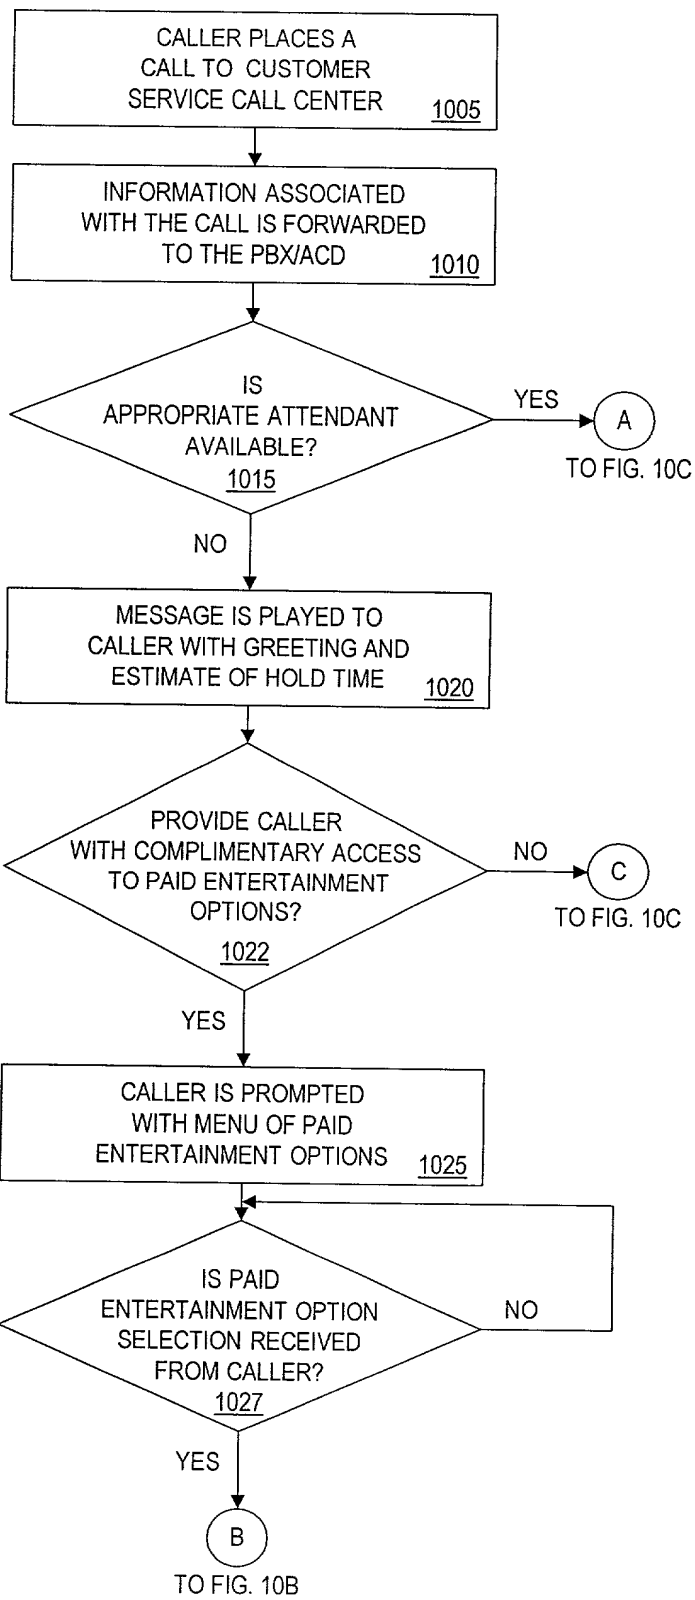 CALLER PLACES A
CALL TO CUSTOMER
SERVICE CALL CENTER
1005
INFORMATION ASSOCIATED
WITH THE CALL IS FORWARDED
TO THE PBX/ACD
1010
IS
APPROPRIATE ATTENDANT
AVAILABLE?
1015
YES
A
TO FIG. 10C
NO
MESSAGE IS PLAYED TO
CALLER WITH GREETING AND
ESTIMATE OF HOLD TIME
1020
PROVIDE CALLER
WITH COMPLIMENTARY ACCESS
TO PAID ENTERTAINMENT
OPTIONS?
1022
NO
C
TO FIG. 10C
YES
CALLER IS PROMPTED
WITH MENU OF PAID
ENTERTAINMENT OPTIONS
1025
IS PAID
ENTERTAINMENT OPTION
SELECTION RECEIVED
FROM CALLER?
1027
NO
YES
B
TO FIG. 10B